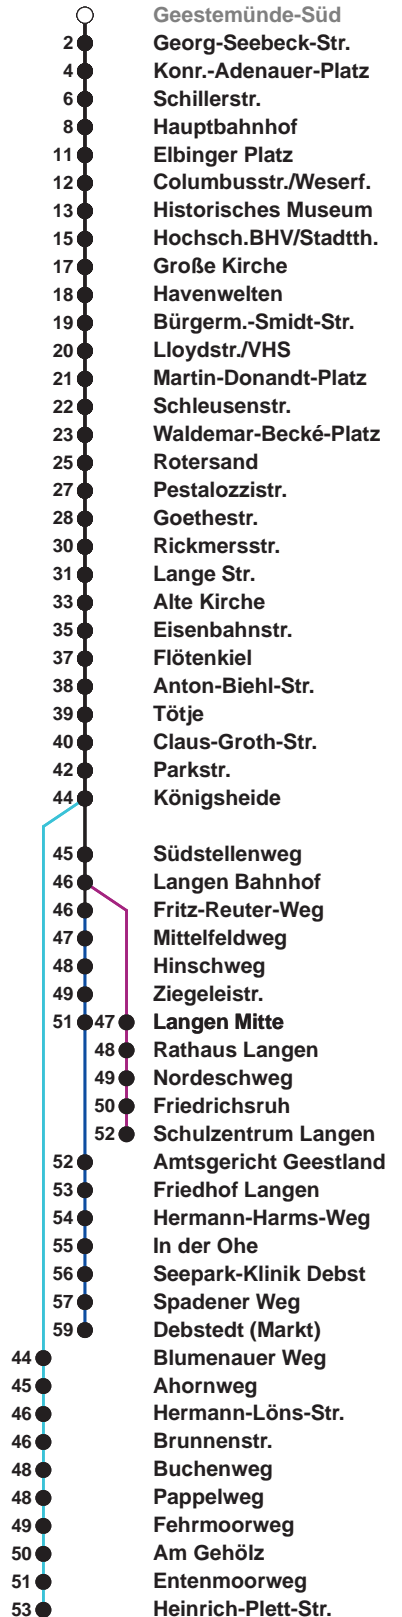 Geestemünde-Süd
2 Georg-Seebeck-Str.
4 Konr.-Adenauer-Platz
6 Schillerstr.
8 Hauptbahnhof
11 Elbinger Platz
12 Columbusstr./Weserf.
13 Historisches Museum
15 Hochsch.BHV/Stadtth.
17 Große Kirche
18 Havenwelten
19 Bürgerm.-Smidt-Str.
20 Lloydstr./VHS
21 Martin-Donandt-Platz
22 Schleusenstr.
23 Waldemar-Becké-Platz
25 Rotersand
27 Pestalozzistr.
28 Goethestr.
30 Rickmersstr.
31 Lange Str.
33 Alte Kirche
35 Eisenbahnstr.
37 Flötenkiel
38 Anton-Biehl-Str.
39 Tötje
40 Claus-Groth-Str.
42 Parkstr.
44 Königsheide
45 Südstellenweg
46 Langen Bahnhof
46 Fritz-Reuter-Weg
47 Mittelfeldweg
48 Hinschweg
49 Ziegeleistr.
51 47 Langen Mitte
48 Rathaus Langen
49 Nordeschweg
50 Friedrichsruh
52 Schulzentrum Langen
52 Amtsgericht Geestland
53 Friedhof Langen
54 Hermann-Harms-Weg
55 In der Ohe
56 Seepark-Klinik Debst
57 Spadener Weg
59 Debstedt (Markt)
44 Blumenauer Weg
45 Ahornweg
46 Hermann-Löns-Str.
46 Brunnenstr.
48 Buchenweg
48 Pappelweg
49 Fehrmoorweg
50 Am Gehölz
51 Entenmoorweg
53 Heinrich-Plett-Str.